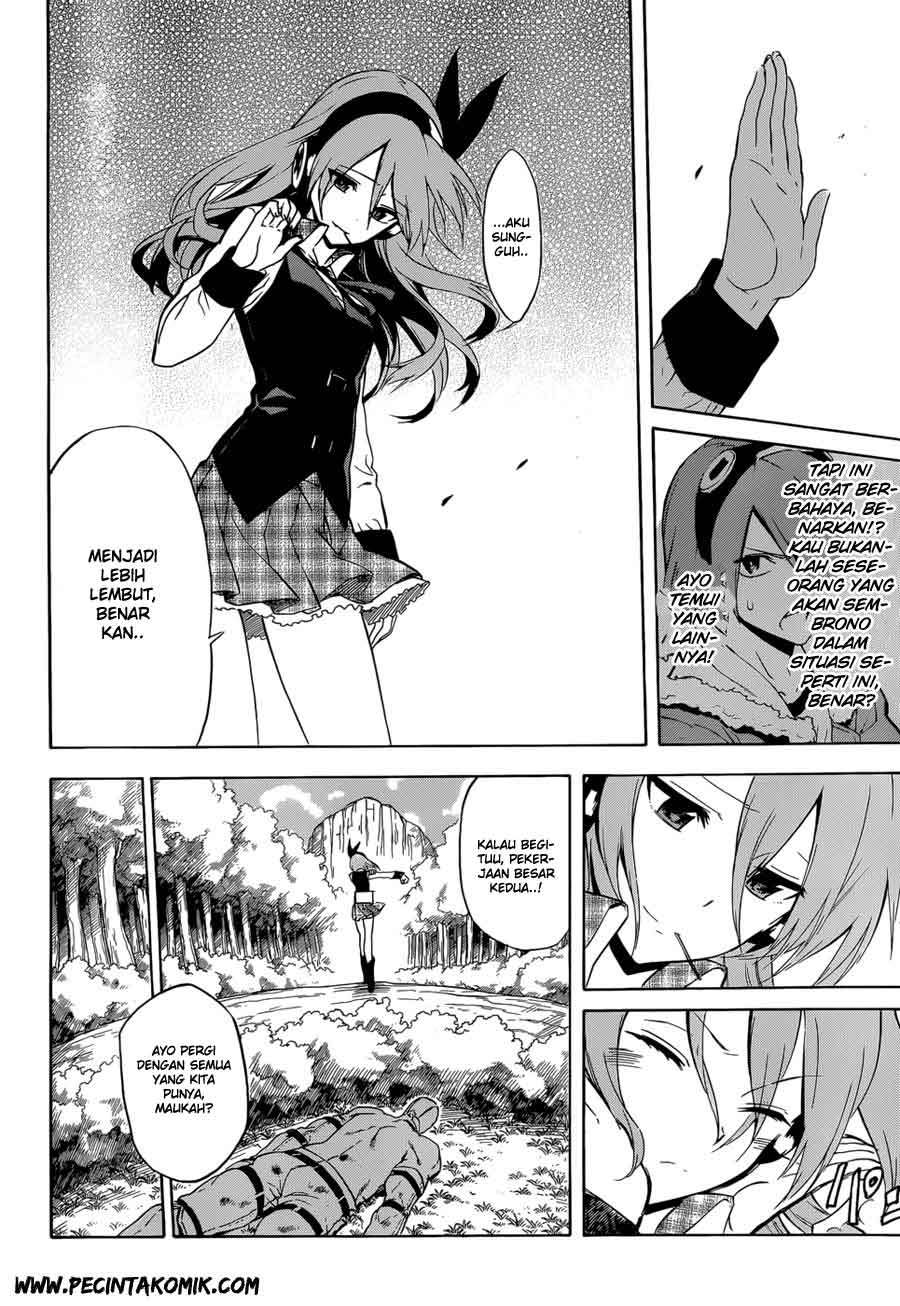 TAPI INI
SANGAT BER-
BAHAYA, BE-
NARKAN!?
KAU BUKAN-
LAH SESE-
ORANG YANG
AKAN SEM-
BRONO
DALAM
SITUASI SE-
PERTI INI,
BENAR?
AYO
TEMUI
YANG
LAIN-
NYA!
...AKU
SUNG-
GUH..
MENJADI
LEBIH
LEMBUT,
BENAR
KAN..
KALAU BEGI-
TUU, PEKER-
JAAN BESAR
KEDUA..!
AYO PERGI
DENGAN SEMUA
YANG KITA
PUNYA,
MAUKAH?
WWW.PECINTAKOMIK.COM